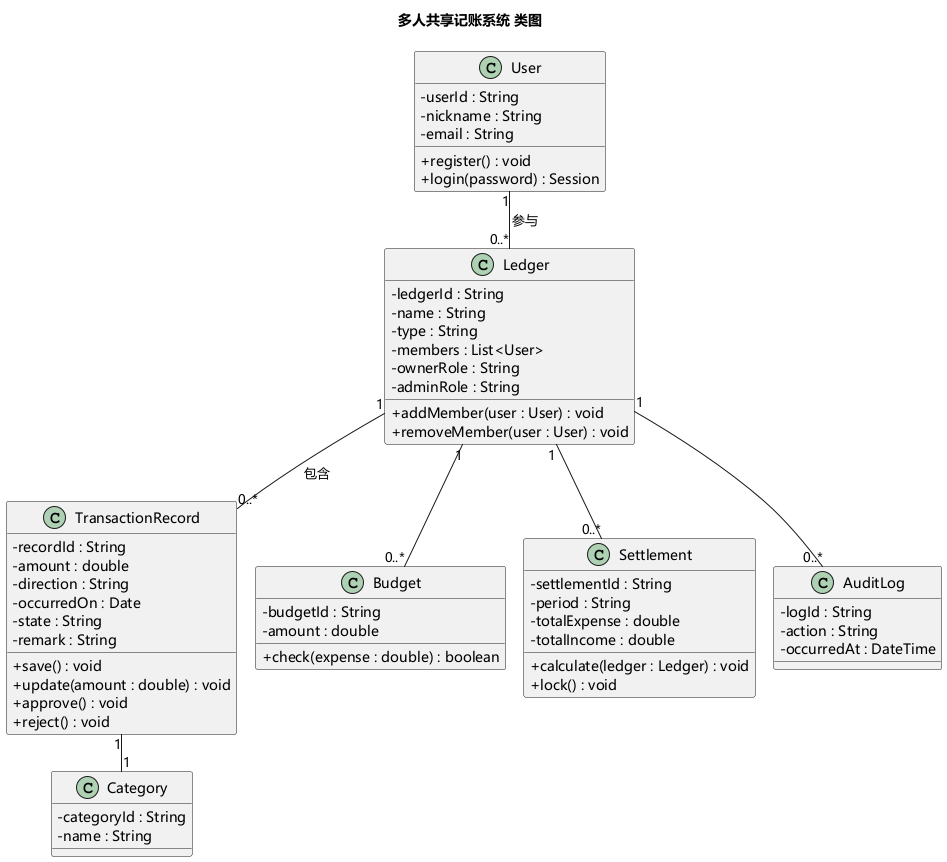 多人共享记账系统 类图
C User
-userId : String
-nickname : String
-email : String
+register() : void
+login(password) : Session
1
参与
0..*
C Ledger
-ledgerId : String
-name : String
-type : String
-members : List<User>
-ownerRole : String
-adminRole : String
+addMember(user : User) : void
+removeMember(user : User) : void
1
1
1
1
包含
0..*
0..*
0..*
0..*
C TransactionRecord
-recordId : String
-amount : double
-direction : String
-occurredOn : Date
-state : String
-remark : String
+save() : void
+update(amount : double) : void
+approve() : void
+reject() : void
C Budget
-budgetId : String
-amount : double
+check(expense : double) : boolean
C Settlement
-settlementId : String
-period : String
-totalExpense : double
-totalIncome : double
+calculate(ledger : Ledger) : void
+lock() : void
C AuditLog
-logId : String
-action : String
-occurredAt : DateTime
1
1
C Category
-categoryId : String
-name : String